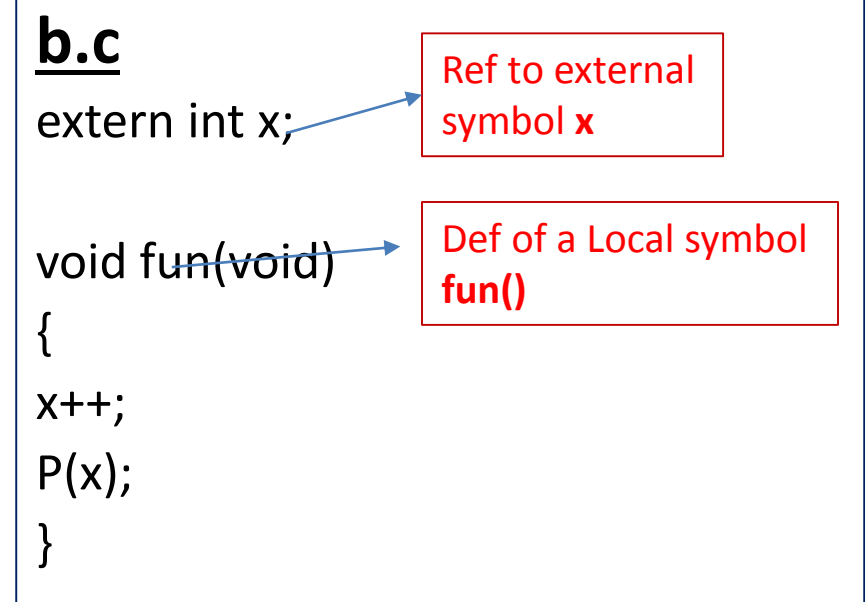 b.c
extern int x;
Ref to external
symbol x
void fun(void)
Def of a Local symbol
fun()
{
x++;
P(x);
}